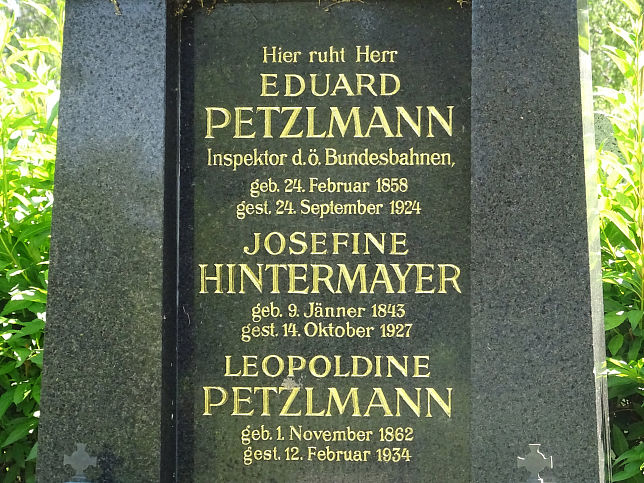 Hier ruht Herr
EDUARD
PETZLMANN
Inspektor d.ö. Bundesbahnen,
geb. 24. Februar 1858
gest. 24. September 1924
JOSEFINE
HINTERMAYER
geb. 9. Jänner 1843
gest. 14. Oktober 1927
LEOPOLDINE
PETZLMANN
geb. 1. November 1862
gest. 12. Februar 1934